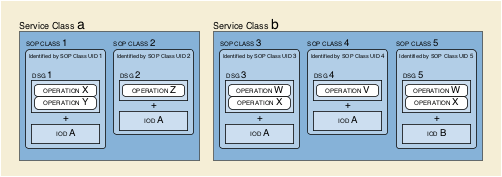 Service Class a
SOP CLASS 1
Identified by SOP Class UID 1
DSG 1
OPERATION X
OPERATION Y
+
IOD A
SOP CLASS 2
Identified by SOP Class UID 2
DSG 2
OPERATION Z
+
IOD A
Service Class b
SOP CLASS 3
Identified by SOP Class UID 3
DSG 3
OPERATION W
OPERATION X
+
IOD A
SOP CLASS 4
Identified by SOP Class UID 4
DSG 4
OPERATION V
+
IOD A
SOP CLASS 5
Identified by SOP Class UID 5
DSG 5
OPERATION W
OPERATION X
+
IOD B